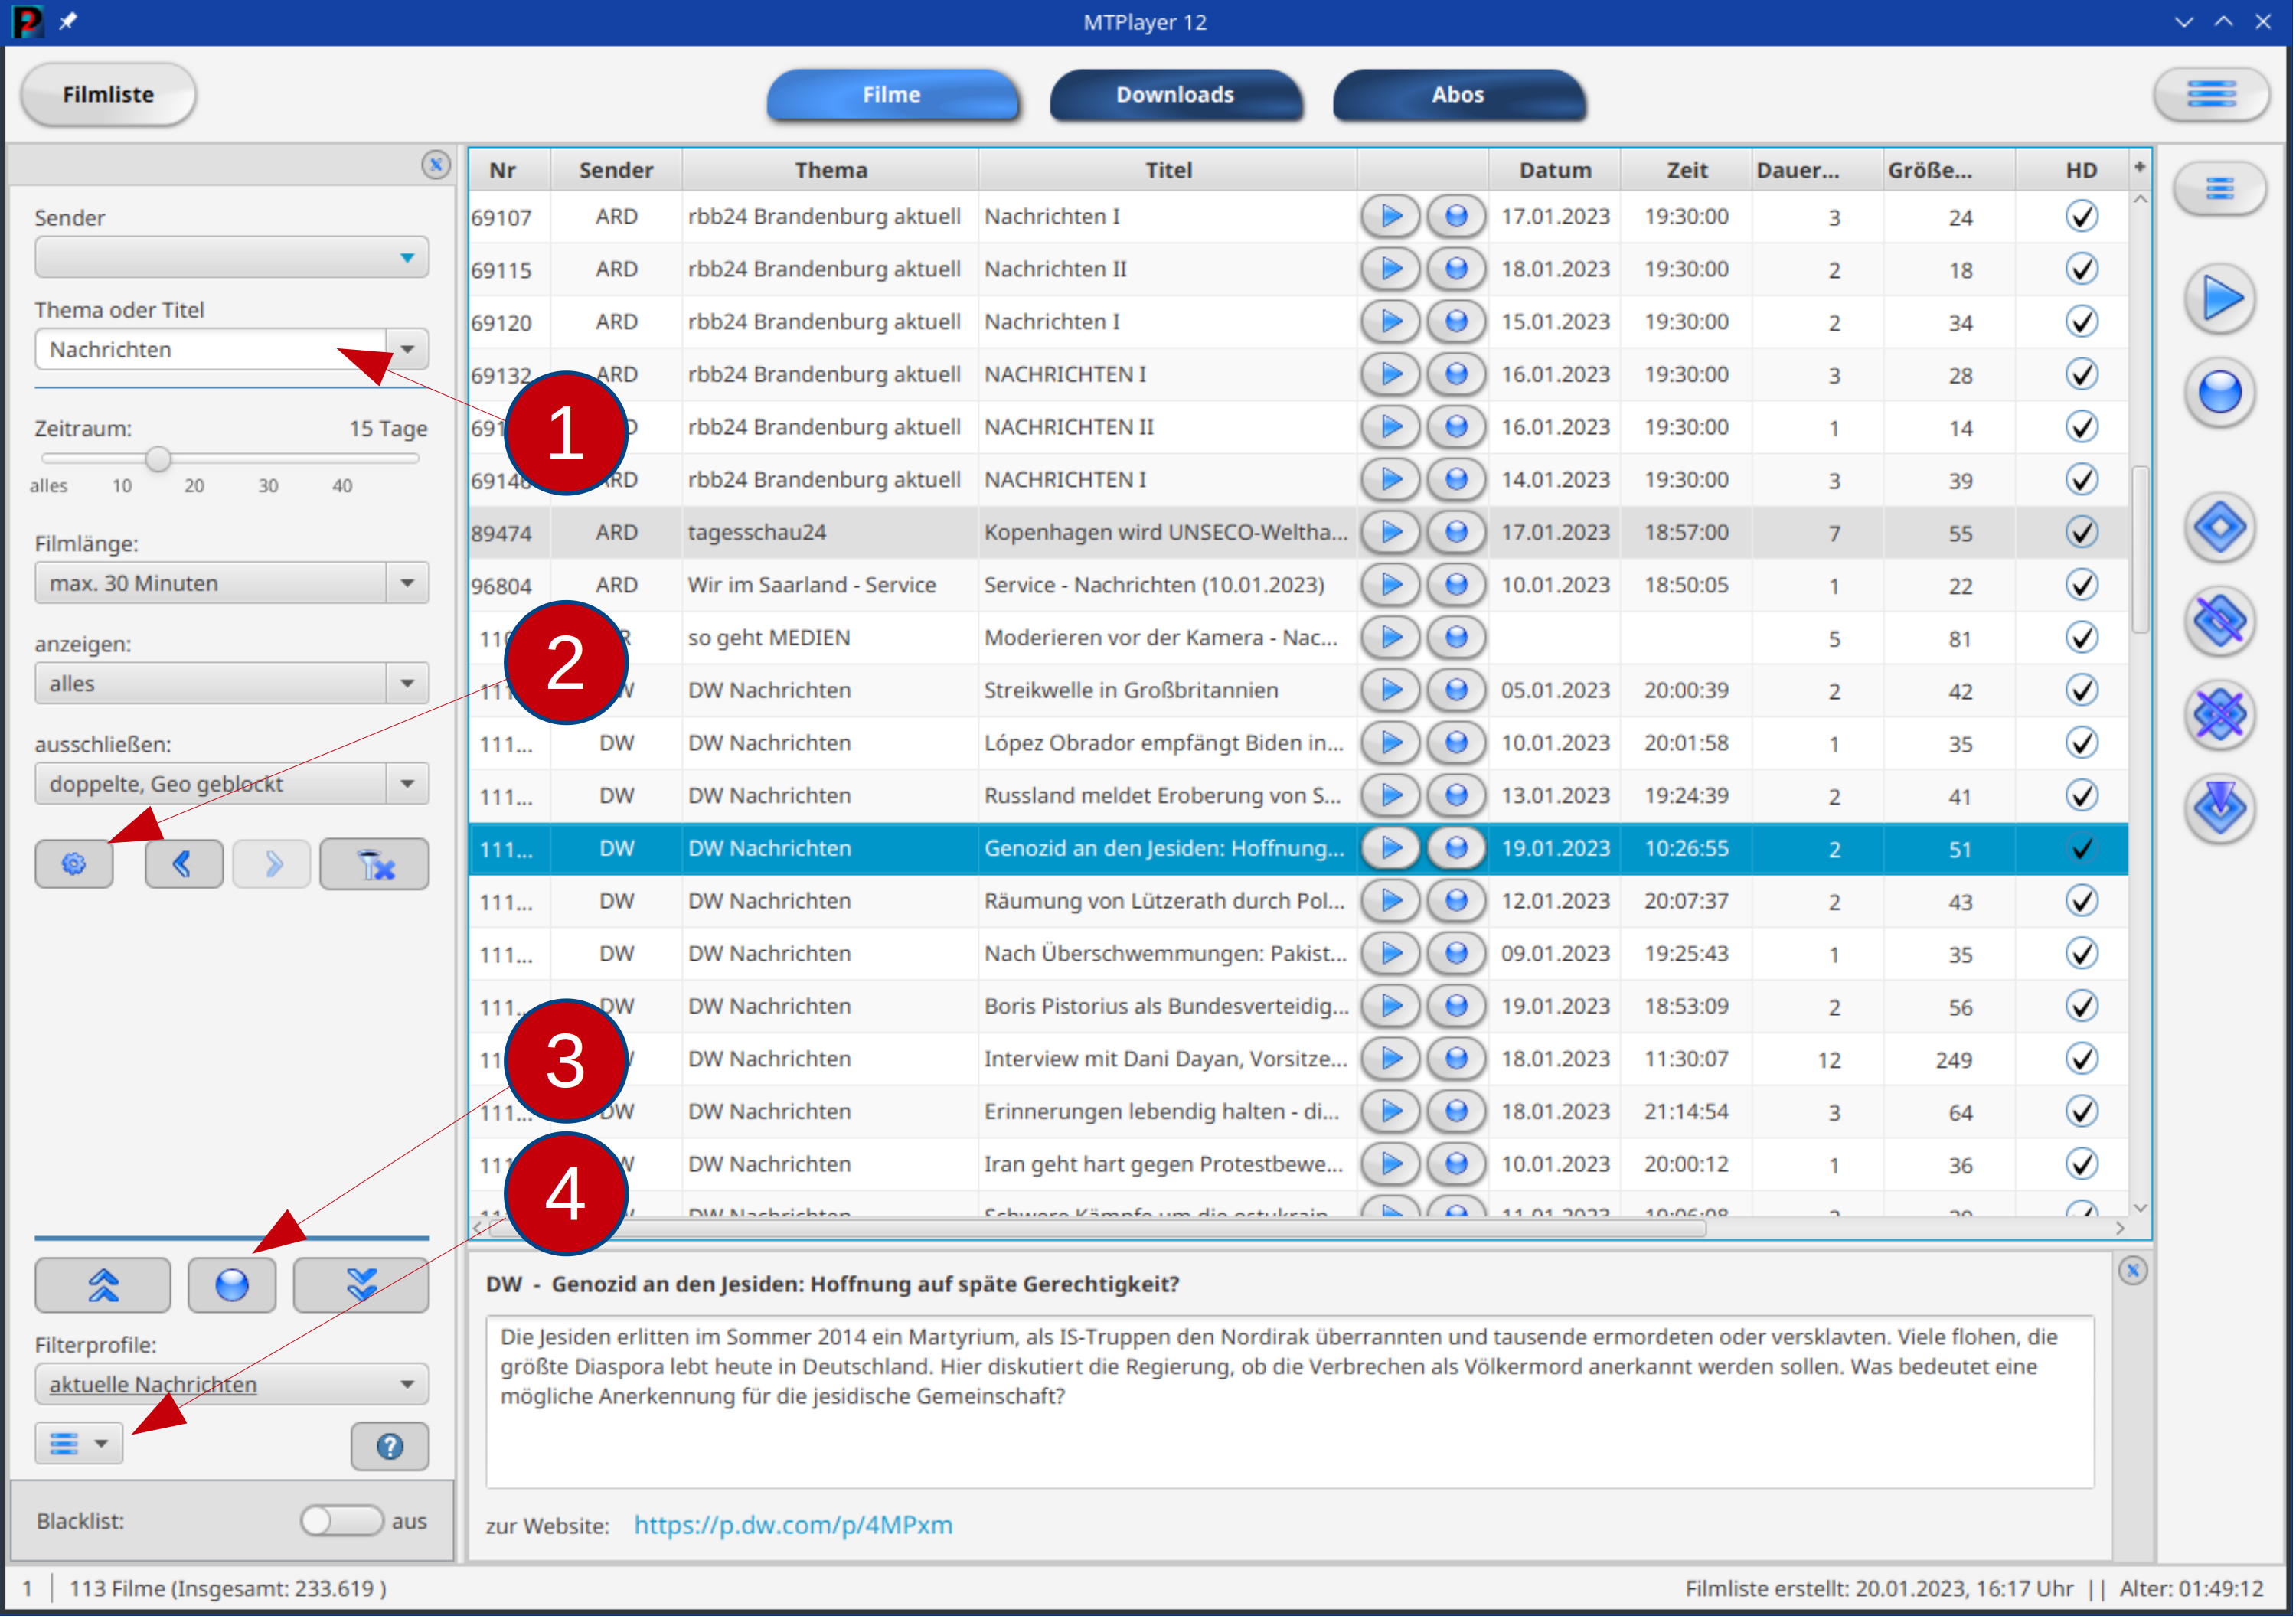 MTPlayer 12
Filmliste
Filme
Downloads
Abos
Sender
Thema oder Titel
Nachrichten
Zeitraum: 15 Tage
alles 10 20 30 40
Filmlänge:
max. 30 Minuten
anzeigen:
alles
ausschließen:
doppelte, Geo geblockt
Filterprofile:
aktuelle Nachrichten
Blacklist: aus
1
2
3
4
Nr Sender Thema Titel Datum Zeit Dauer... Größe... HD
69107 ARD rbb24 Brandenburg aktuell Nachrichten I 17.01.2023 19:30:00 3 24
69115 ARD rbb24 Brandenburg aktuell Nachrichten II 18.01.2023 19:30:00 2 18
69120 ARD rbb24 Brandenburg aktuell Nachrichten I 15.01.2023 19:30:00 2 34
69132 ARD rbb24 Brandenburg aktuell NACHRICHTEN I 16.01.2023 19:30:00 3 28
rbb24 Brandenburg aktuell NACHRICHTEN II 16.01.2023 19:30:00 1 14
69146 ARD rbb24 Brandenburg aktuell NACHRICHTEN I 14.01.2023 19:30:00 3 39
89474 ARD tagesschau24 Kopenhagen wird UNSECO-Weltha... 17.01.2023 18:57:00 7 55
96804 ARD Wir im Saarland - Service Service - Nachrichten (10.01.2023) 10.01.2023 18:50:05 1 22
so geht MEDIEN Moderieren vor der Kamera - Nac... 5 81
DW Nachrichten Streikwelle in Großbritannien 05.01.2023 20:00:39 2 42
111... DW DW Nachrichten López Obrador empfängt Biden in... 10.01.2023 20:01:58 1 35
111... DW DW Nachrichten Russland meldet Eroberung von S... 13.01.2023 19:24:39 2 41
111... DW DW Nachrichten Genozid an den Jesiden: Hoffnung... 19.01.2023 10:26:55 2 51
111... DW DW Nachrichten Räumung von Lützerath durch Pol... 12.01.2023 20:07:37 2 43
111... DW DW Nachrichten Nach Überschwemmungen: Pakist... 09.01.2023 19:25:43 1 35
111... DW DW Nachrichten Boris Pistorius als Bundesverteidig... 19.01.2023 18:53:09 2 56
DW Nachrichten Interview mit Dani Dayan, Vorsitze... 18.01.2023 11:30:07 12 249
111... DW DW Nachrichten Erinnerungen lebendig halten - di... 18.01.2023 21:14:54 3 64
DW Nachrichten Iran geht hart gegen Protestbewe... 10.01.2023 20:00:12 1 36
DW Nachrichten Schwere Kämpfe um die ostukrain... 11.01.2023 19:06:08
DW - Genozid an den Jesiden: Hoffnung auf späte Gerechtigkeit?
Die Jesiden erlitten im Sommer 2014 ein Martyrium, als IS-Truppen den Nordirak überrannten und tausende ermordeten oder versklavten. Viele flohen, die
größte Diaspora lebt heute in Deutschland. Hier diskutiert die Regierung, ob die Verbrechen als Völkermord anerkannt werden sollen. Was bedeutet eine
mögliche Anerkennung für die jesidische Gemeinschaft?
zur Website: https://p.dw.com/p/4MPxm
1 | 113 Filme (Insgesamt: 233.619 )
Filmliste erstellt: 20.01.2023, 16:17 Uhr || Alter: 01:49:12